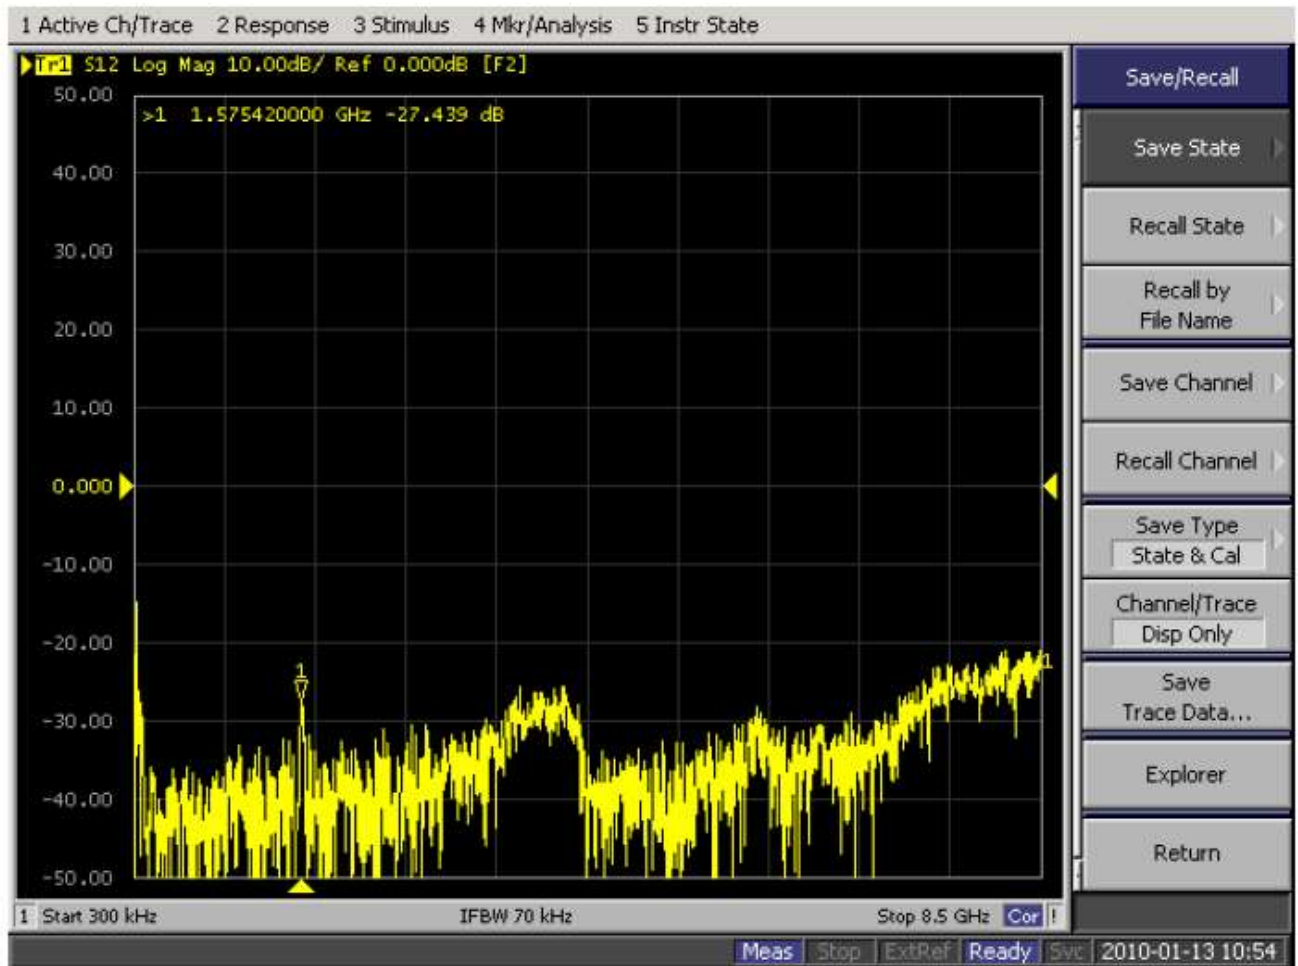 1 Active Ch/Trace 2 Response 3 Stimulus 4 Mkr/Analysis 5 Instr State
Tr1 S12 Log Mag 10.00dB/ Ref 0.000dB [F2]
50.00
>1 1.575420000 GHz -27.439 dB
40.00
30.00
20.00
10.00
0.000
-10.00
-20.00
-30.00
-40.00
-50.00
1
1
1 Start 300 kHz
IFBW 70 kHz
Stop 8.5 GHz Cor !
Save/Recall
Save State
Recall State
Recall by
File Name
Save Channel
Recall Channel
Save Type
State & Cal
Channel/Trace
Disp Only
Save
Trace Data...
Explorer
Return
Meas Stop ExtRef Ready Svc 2010-01-13 10:54